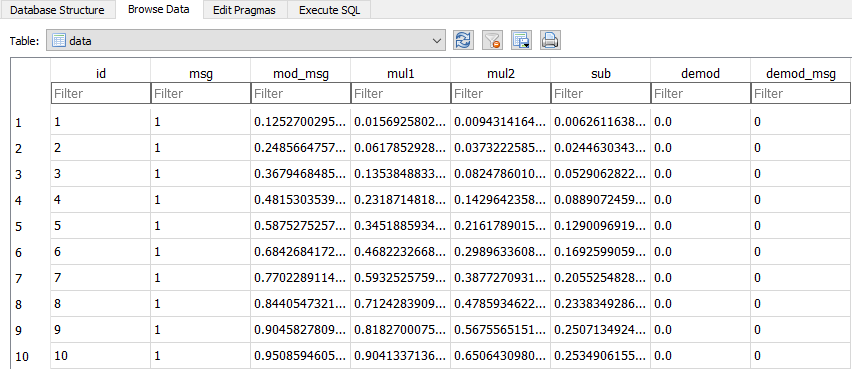 Database Structure Browse Data Edit Pragmas Execute SQL
Table: data
id msg mod_msg mul1 mul2 sub demod demod_msg
Filter Filter Filter Filter Filter Filter Filter Filter
1 1 1 0.1252700295... 0.0156925802... 0.0094314164... 0.0062611638... 0.0 0
2 2 1 0.2485664757... 0.0617852928... 0.0373222585... 0.0244630343... 0.0 0
3 3 1 0.3679468485... 0.1353848833... 0.0824786010... 0.0529062822... 0.0 0
4 4 1 0.4815303539... 0.2318714818... 0.1429642358... 0.0889072459... 0.0 0
5 5 1 0.5875275257... 0.3451885934... 0.2161789015... 0.1290096919... 0.0 0
6 6 1 0.6842684172... 0.4682232668... 0.2989633608... 0.1692599059... 0.0 0
7 7 1 0.7702289114... 0.5932525759... 0.3877270931... 0.2055254828... 0.0 0
8 8 1 0.8440547321... 0.7124283909... 0.4785934622... 0.2338349286... 0.0 0
9 9 1 0.9045827809... 0.8182700075... 0.5675565151... 0.2507134924... 0.0 0
10 10 1 0.9508594605... 0.9041337136... 0.6506430980... 0.2534906155... 0.0 0